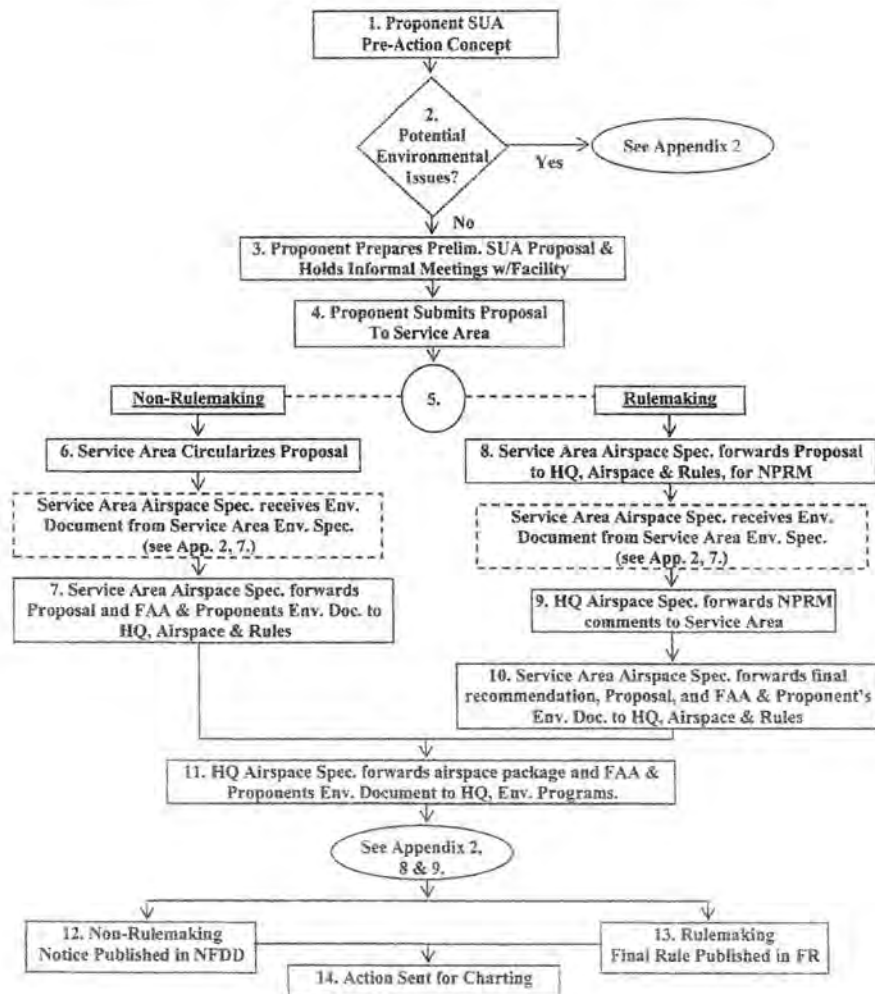 1. Proponent SUA
Pre-Action Concept
2.
Potential
Environmental
Issues?
Yes
See Appendix 2
No
3. Proponent Prepares Prelim. SUA Proposal &
Holds Informal Meetings w/Facility
4. Proponent Submits Proposal
To Service Area
5.
Non-Rulemaking
Rulemaking
6. Service Area Circularizes Proposal
Service Area Airspace Spec. receives Env.
Document from Service Area Env. Spec.
(see App. 2, 7.)
7. Service Area Airspace Spec. forwards
Proposal and FAA & Proponents Env. Doc. to
HQ, Airspace & Rules
8. Service Area Airspace Spec. forwards Proposal
to HQ, Airspace & Rules, for NPRM
Service Area Airspace Spec. receives Env.
Document from Service Area Env. Spec.
(see App. 2, 7.)
9. HQ Airspace Spec. forwards NPRM
comments to Service Area
10. Service Area Airspace Spec. forwards final
recommendation, Proposal, and FAA & Proponent's
Env. Doc. to HQ, Airspace & Rules
11. HQ Airspace Spec. forwards airspace package and FAA &
Proponents Env. Document to HQ, Env. Programs.
See Appendix 2,
8 & 9.
12. Non-Rulemaking
Notice Published in NFDD
13. Rulemaking
Final Rule Published in FR
14. Action Sent for Charting